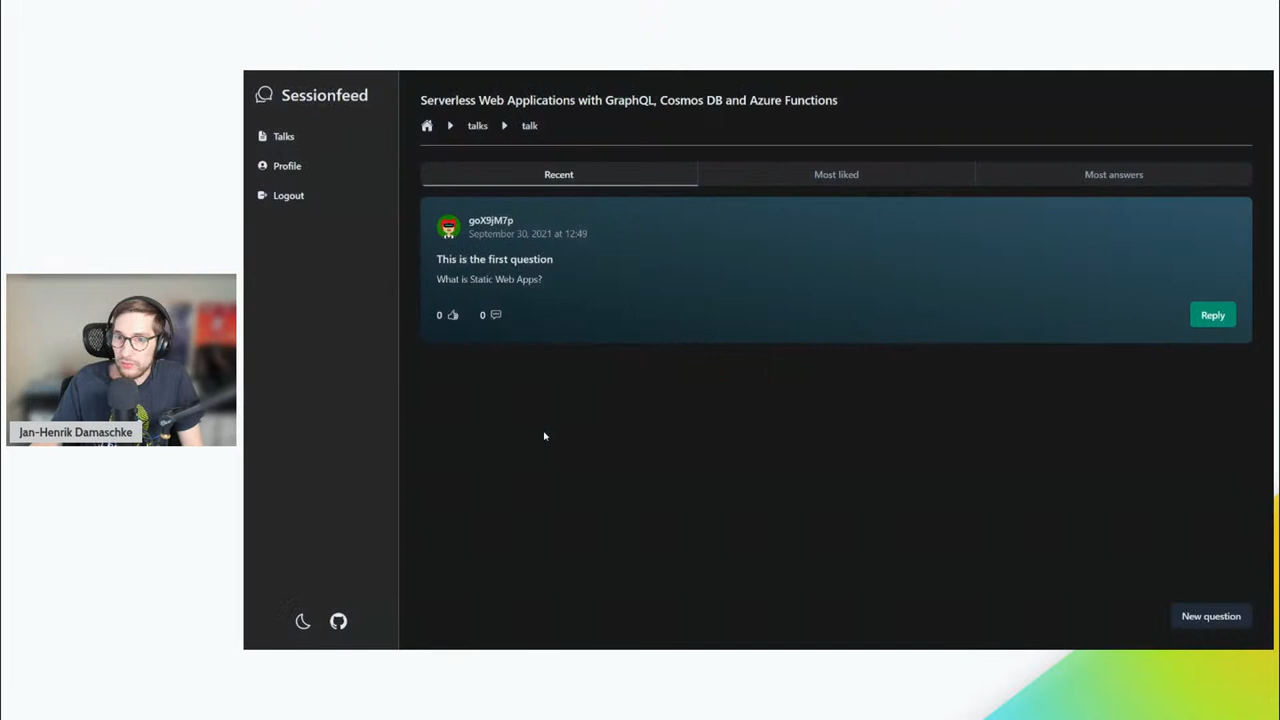 Sessionfeed
Talks
Profile
Logout
Serverless Web Applications with GraphQL, Cosmos DB and Azure Functions
talks
talk
Recent
Most liked
Most answers
goX9jM7p
September 30, 2021 at 12:49
This is the first question
What is Static Web Apps?
0
0
Reply
New question
Jan-Henrik Damaschke